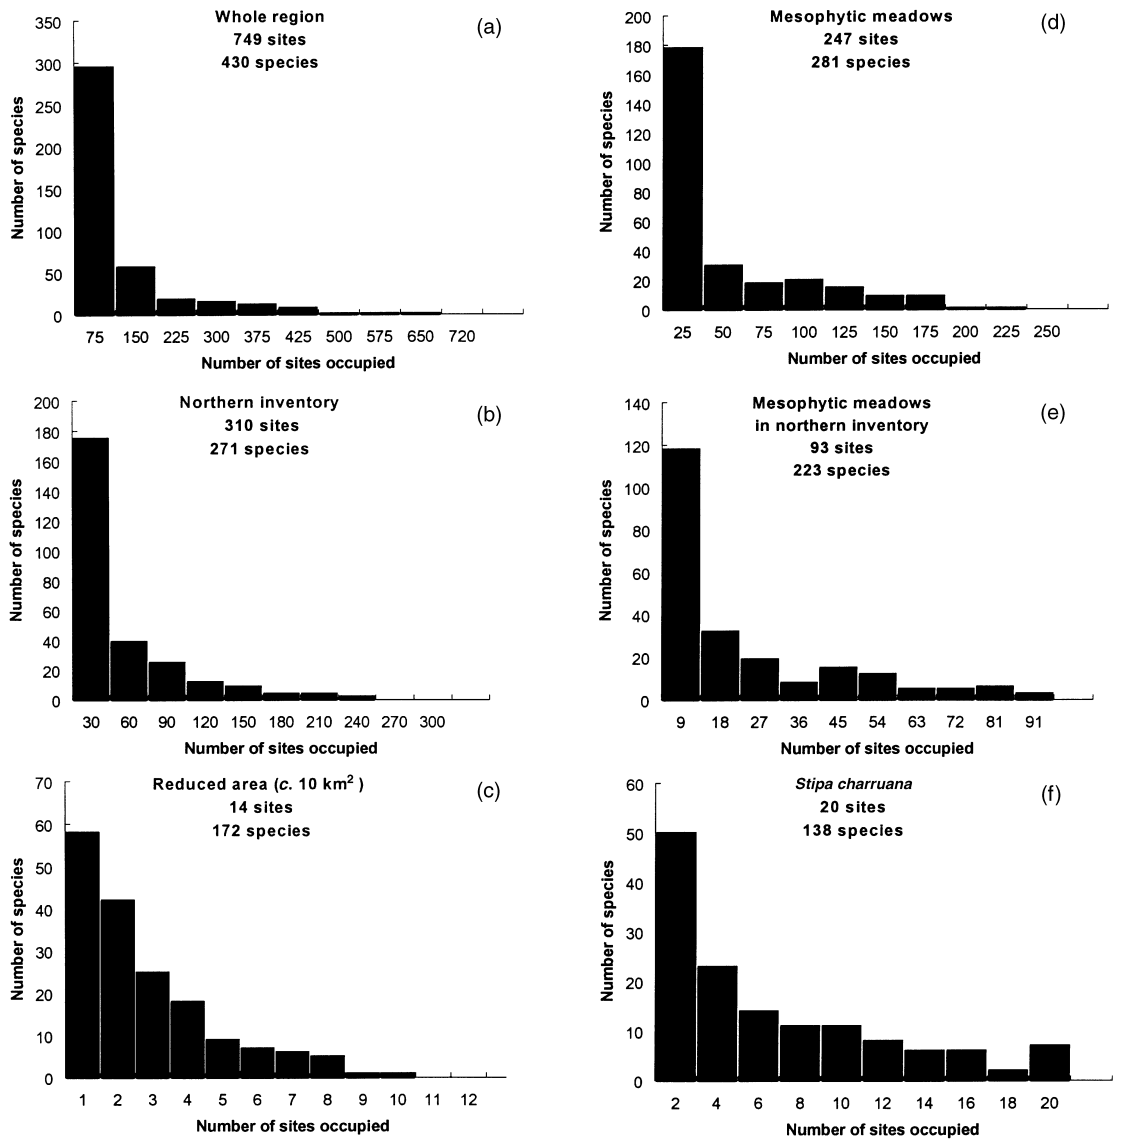 Whole region
749 sites
430 species
(a)
350
300
250
200
150
100
50
0
Number of species
75 150 225 300 375 425 500 575 650 720
Number of sites occupied
Mesophytic meadows
247 sites
281 species
(d)
200
180
160
140
120
100
80
60
40
20
0
Number of species
25 50 75 100 125 150 175 200 225 250
Number of sites occupied
Northern inventory
310 sites
271 species
(b)
200
180
160
140
120
100
80
60
40
20
0
Number of species
30 60 90 120 150 180 210 240 270 300
Number of sites occupied
Mesophytic meadows
in northern inventory
93 sites
223 species
(e)
140
120
100
80
60
40
20
0
Number of species
9 18 27 36 45 54 63 72 81 91
Number of sites occupied
Reduced area (c. 10 km²)
14 sites
172 species
(c)
70
60
50
40
30
20
10
0
Number of species
1 2 3 4 5 6 7 8 9 10 11 12
Number of sites occupied
Stipa charruana
20 sites
138 species
(f)
60
50
40
30
20
10
0
Number of species
2 4 6 8 10 12 14 16 18 20
Number of sites occupied